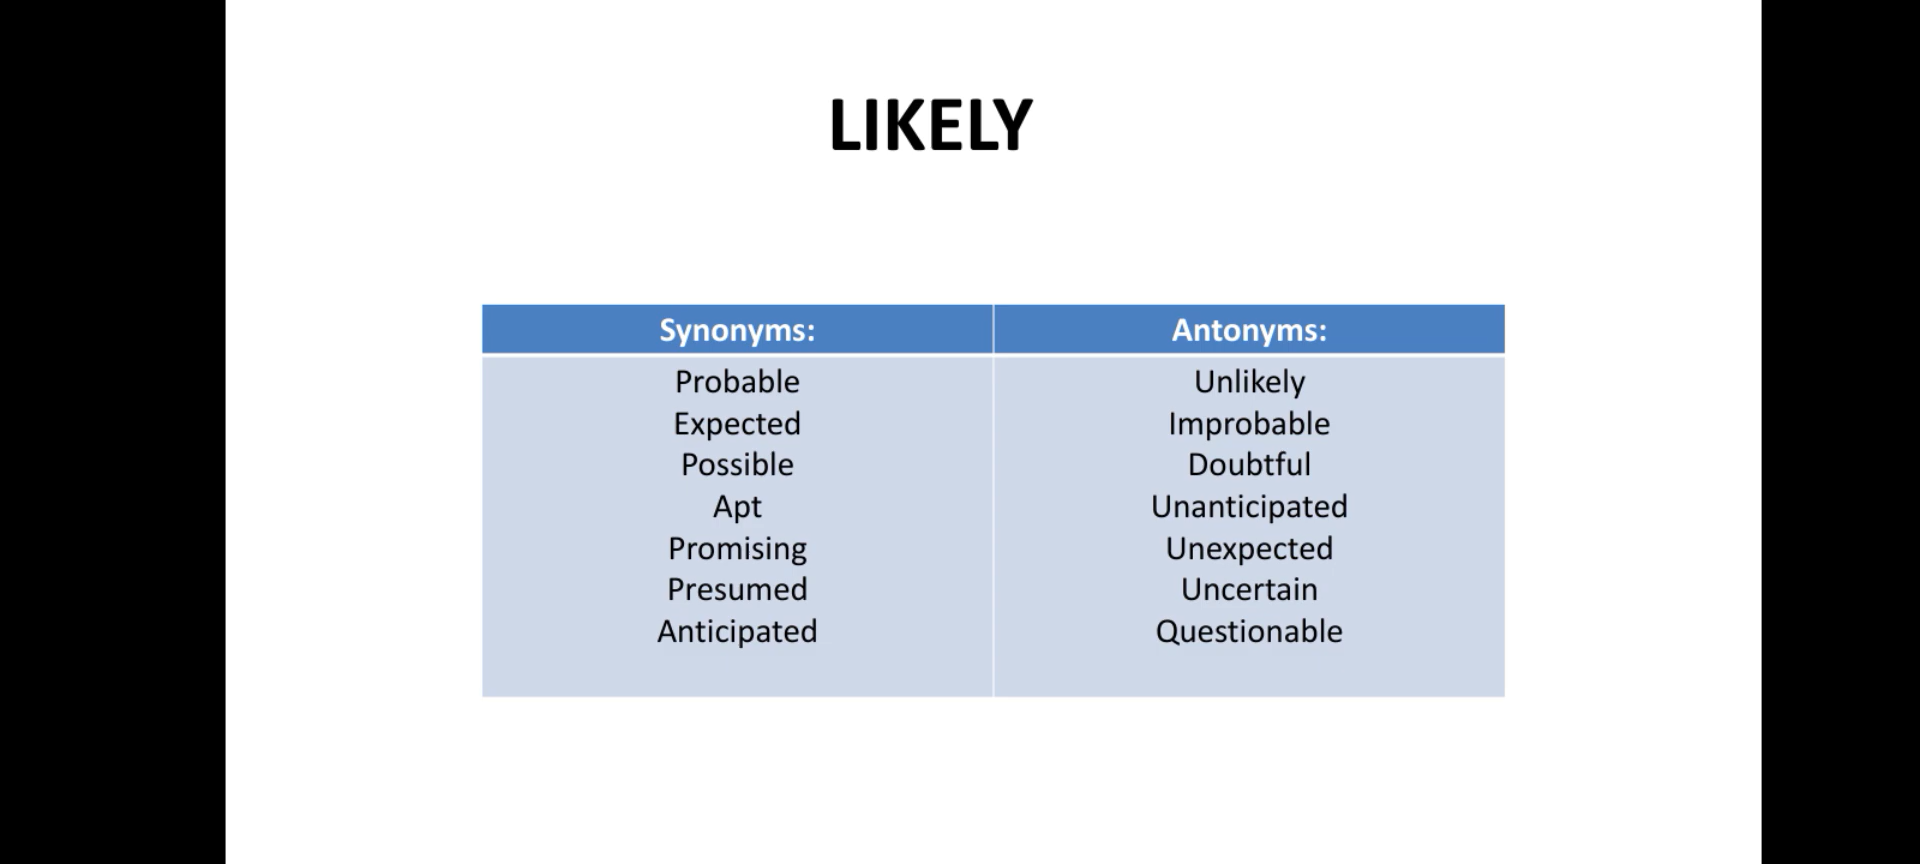 LIKELY
Synonyms: Antonyms:
Probable Unlikely
Expected Improbable
Possible Doubtful
Apt Unanticipated
Promising Unexpected
Presumed Uncertain
Anticipated Questionable